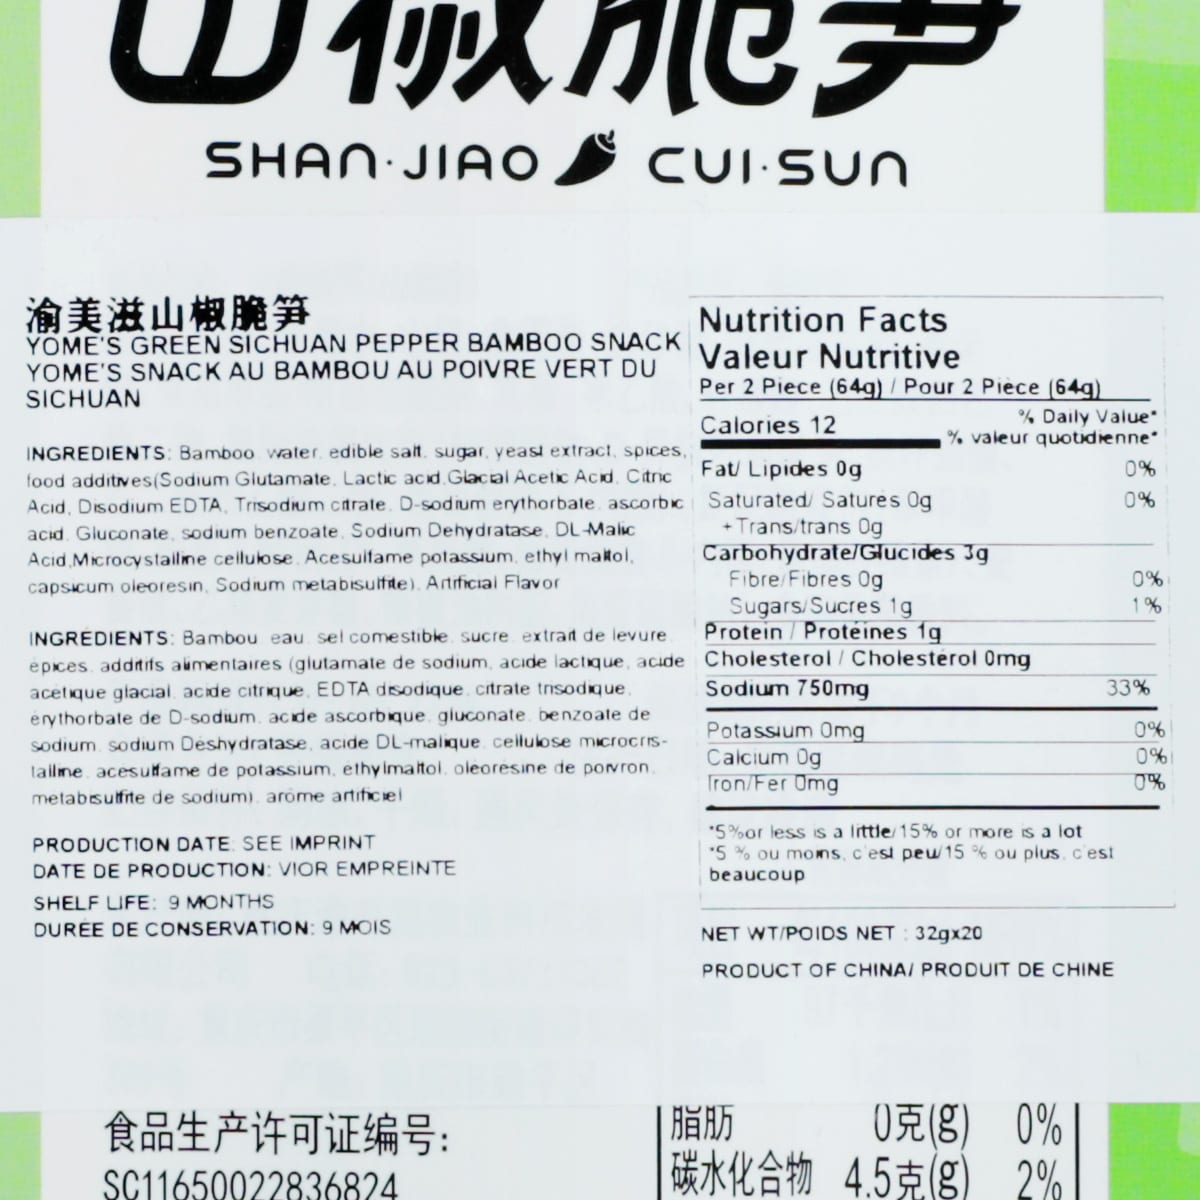 山椒脆笋
SHAN·JIAO CUI·SUN
渝美滋山椒脆笋
YOME'S GREEN SICHUAN PEPPER BAMBOO SNACK
YOME'S SNACK AU BAMBOU AU POIVRE VERT DU
SICHUAN
INGREDIENTS: Bamboo, water, edible salt, sugar, yeast extract, spices,
food additives(Sodium Glutamate, Lactic acid,Glacial Acetic Acid, Citric
Acid, Disodium EDTA, Trisodium citrate, D-sodium erythorbate, ascorbic
acid, Gluconate, sodium benzoate, Sodium Dehydratase, DL-Malic
Acid,Microcystalline cellulose, Acesulfame potassium, ethyl maltol,
capsicum oleoresin, Sodium metabisulfite), Artificial Flavor
INGRÉDIENTS: Bambou, eau, sel comestible, sucre, extrait de levure,
épices, additifs alimentaires (glutamate de sodium, acide lactique, acide
acétique glacial, acide citrique, EDTA disodique, citrate trisodique,
érythorbate de D-sodium, acide ascorbique, gluconate, benzoate de
sodium, sodium Déshydratase, acide DL-malique, cellulose microcris-
talline, acesulfame de potassium, éthylmaltol, oléorésine de poivron,
metabisulfite de sodium), arôme artificiel
PRODUCTION DATE: SEE IMPRINT
DATE DE PRODUCTION: VIOR EMPREINTE
SHELF LIFE: 9 MONTHS
DURÉE DE CONSERVATION: 9 MOIS
Nutrition Facts
Valeur Nutritive
Per 2 Piece (64g) / Pour 2 Pièce (64g)
Calories 12
% Daily Value*
% valeur quotidienne*
Fat/ Lipides 0g 0%
Saturated/ Saturés 0g 0%
+Trans/trans 0g
Carbohydrate/Glucides 3g
Fibre/Fibres 0g 0%
Sugars/Sucres 1g 1%
Protein / Protéines 1g
Cholesterol / Cholestérol 0mg
Sodium 750mg 33%
Potassium 0mg 0%
Calcium 0g 0%
Iron/Fer 0mg 0%
*5%or less is a little/15% or more is a lot
*5 % ou moins, c'est peu/15 % ou plus, c'est
beaucoup
NET WT/POIDS NET : 32gx20
PRODUCT OF CHINA/ PRODUIT DE CHINE
食品生产许可证编号:
SC11650022836824
脂肪 0克(g) 0%
碳水化合物 4.5克(g) 2%